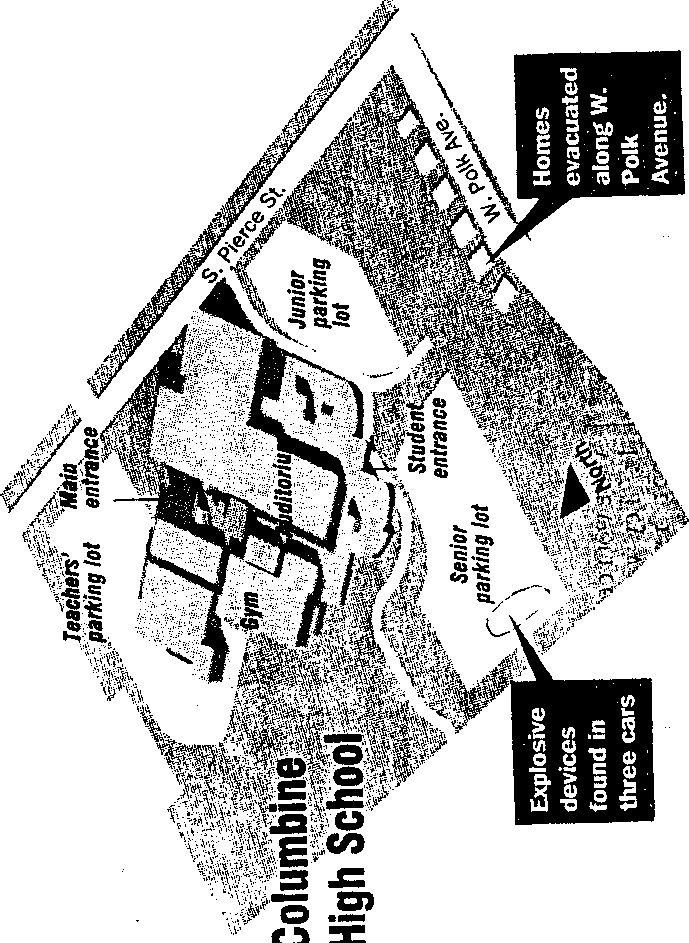 Columbine
High School
Teachers'
parking lot
Main
entrance
S. Pierce St.
Junior
parking
lot
W. Polk Ave.
Homes
evacuated
along W.
Polk
Avenue.
Gym
Auditorium
Student
entrance
Senior
parking lot
North
Explosive
devices
found in
three cars